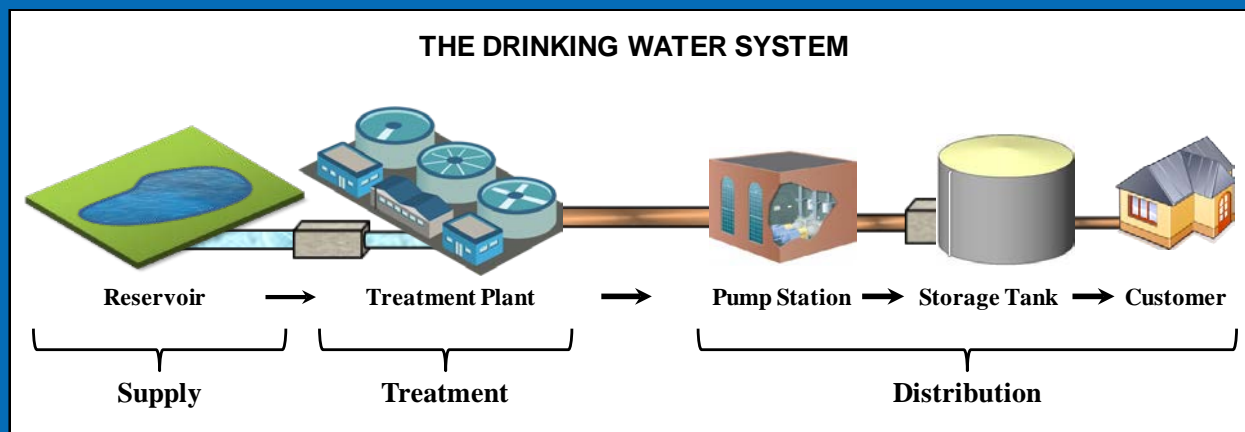 THE DRINKING WATER SYSTEM
Reservoir
Treatment Plant
Pump Station
Storage Tank
Customer
Supply
Treatment
Distribution